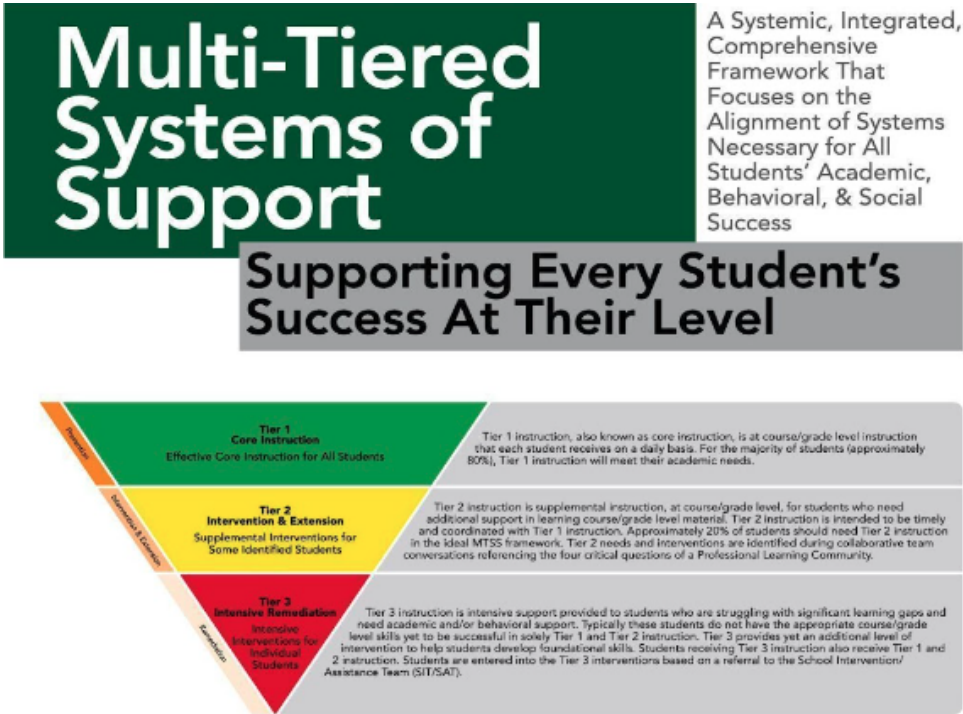 Multi-Tiered
Systems of
Support
A Systemic, Integrated,
Comprehensive
Framework That
Focuses on the
Alignment of Systems
Necessary for All
Students' Academic,
Behavioral, & Social
Success
Supporting Every Student's
Success At Their Level
Prevention
Tier 1
Core Instruction
Effective Core Instruction for All Students
Tier 1 instruction, also known as core instruction, is at course/grade level instruction
that each student receives on a daily basis. For the majority of students (approximately
80%), Tier 1 instruction will meet their academic needs.
Intervention & Extension
Tier 2
Intervention & Extension
Supplemental Interventions for
Some Identified Students
Tier 2 instruction is supplemental instruction, at course/grade level, for students who need
additional support in learning course/grade level material. Tier 2 instruction is intended to be timely
and coordinated with Tier 1 instruction. Approximately 20% of students should need Tier 2 instruction
in the ideal MTSS framework. Tier 2 needs and interventions are identified during collaborative team
conversations referencing the four critical questions of a Professional Learning Community.
Remediation
Tier 3
Intensive Remediation
Intensive
Interventions for
Individual
Students
Tier 3 instruction is intensive support provided to students who are struggling with significant learning gaps and
need academic and/or behavioral support. Typically these students do not have the appropriate course/grade
level skills yet to be successful in solely Tier 1 and Tier 2 instruction. Tier 3 provides yet an additional level of
intervention to help students develop foundational skills. Students receiving Tier 3 instruction also receive Tier 1 and
2 instruction. Students are entered into the Tier 3 interventions based on a referral to the School Intervention/
Assistance Team (SIT/SAT).